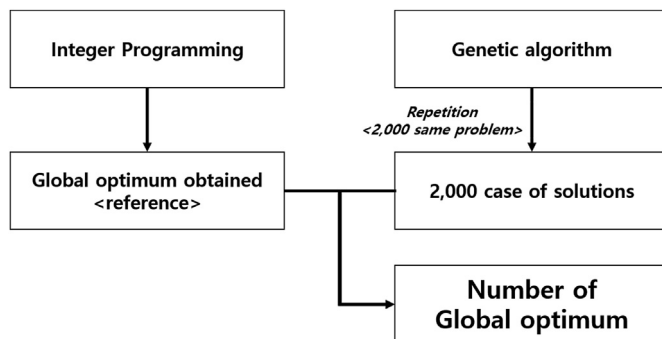 Integer Programming
Genetic algorithm
Repetition
<2,000 same problem>
Global optimum obtained
<reference>
2,000 case of solutions
Number of
Global optimum